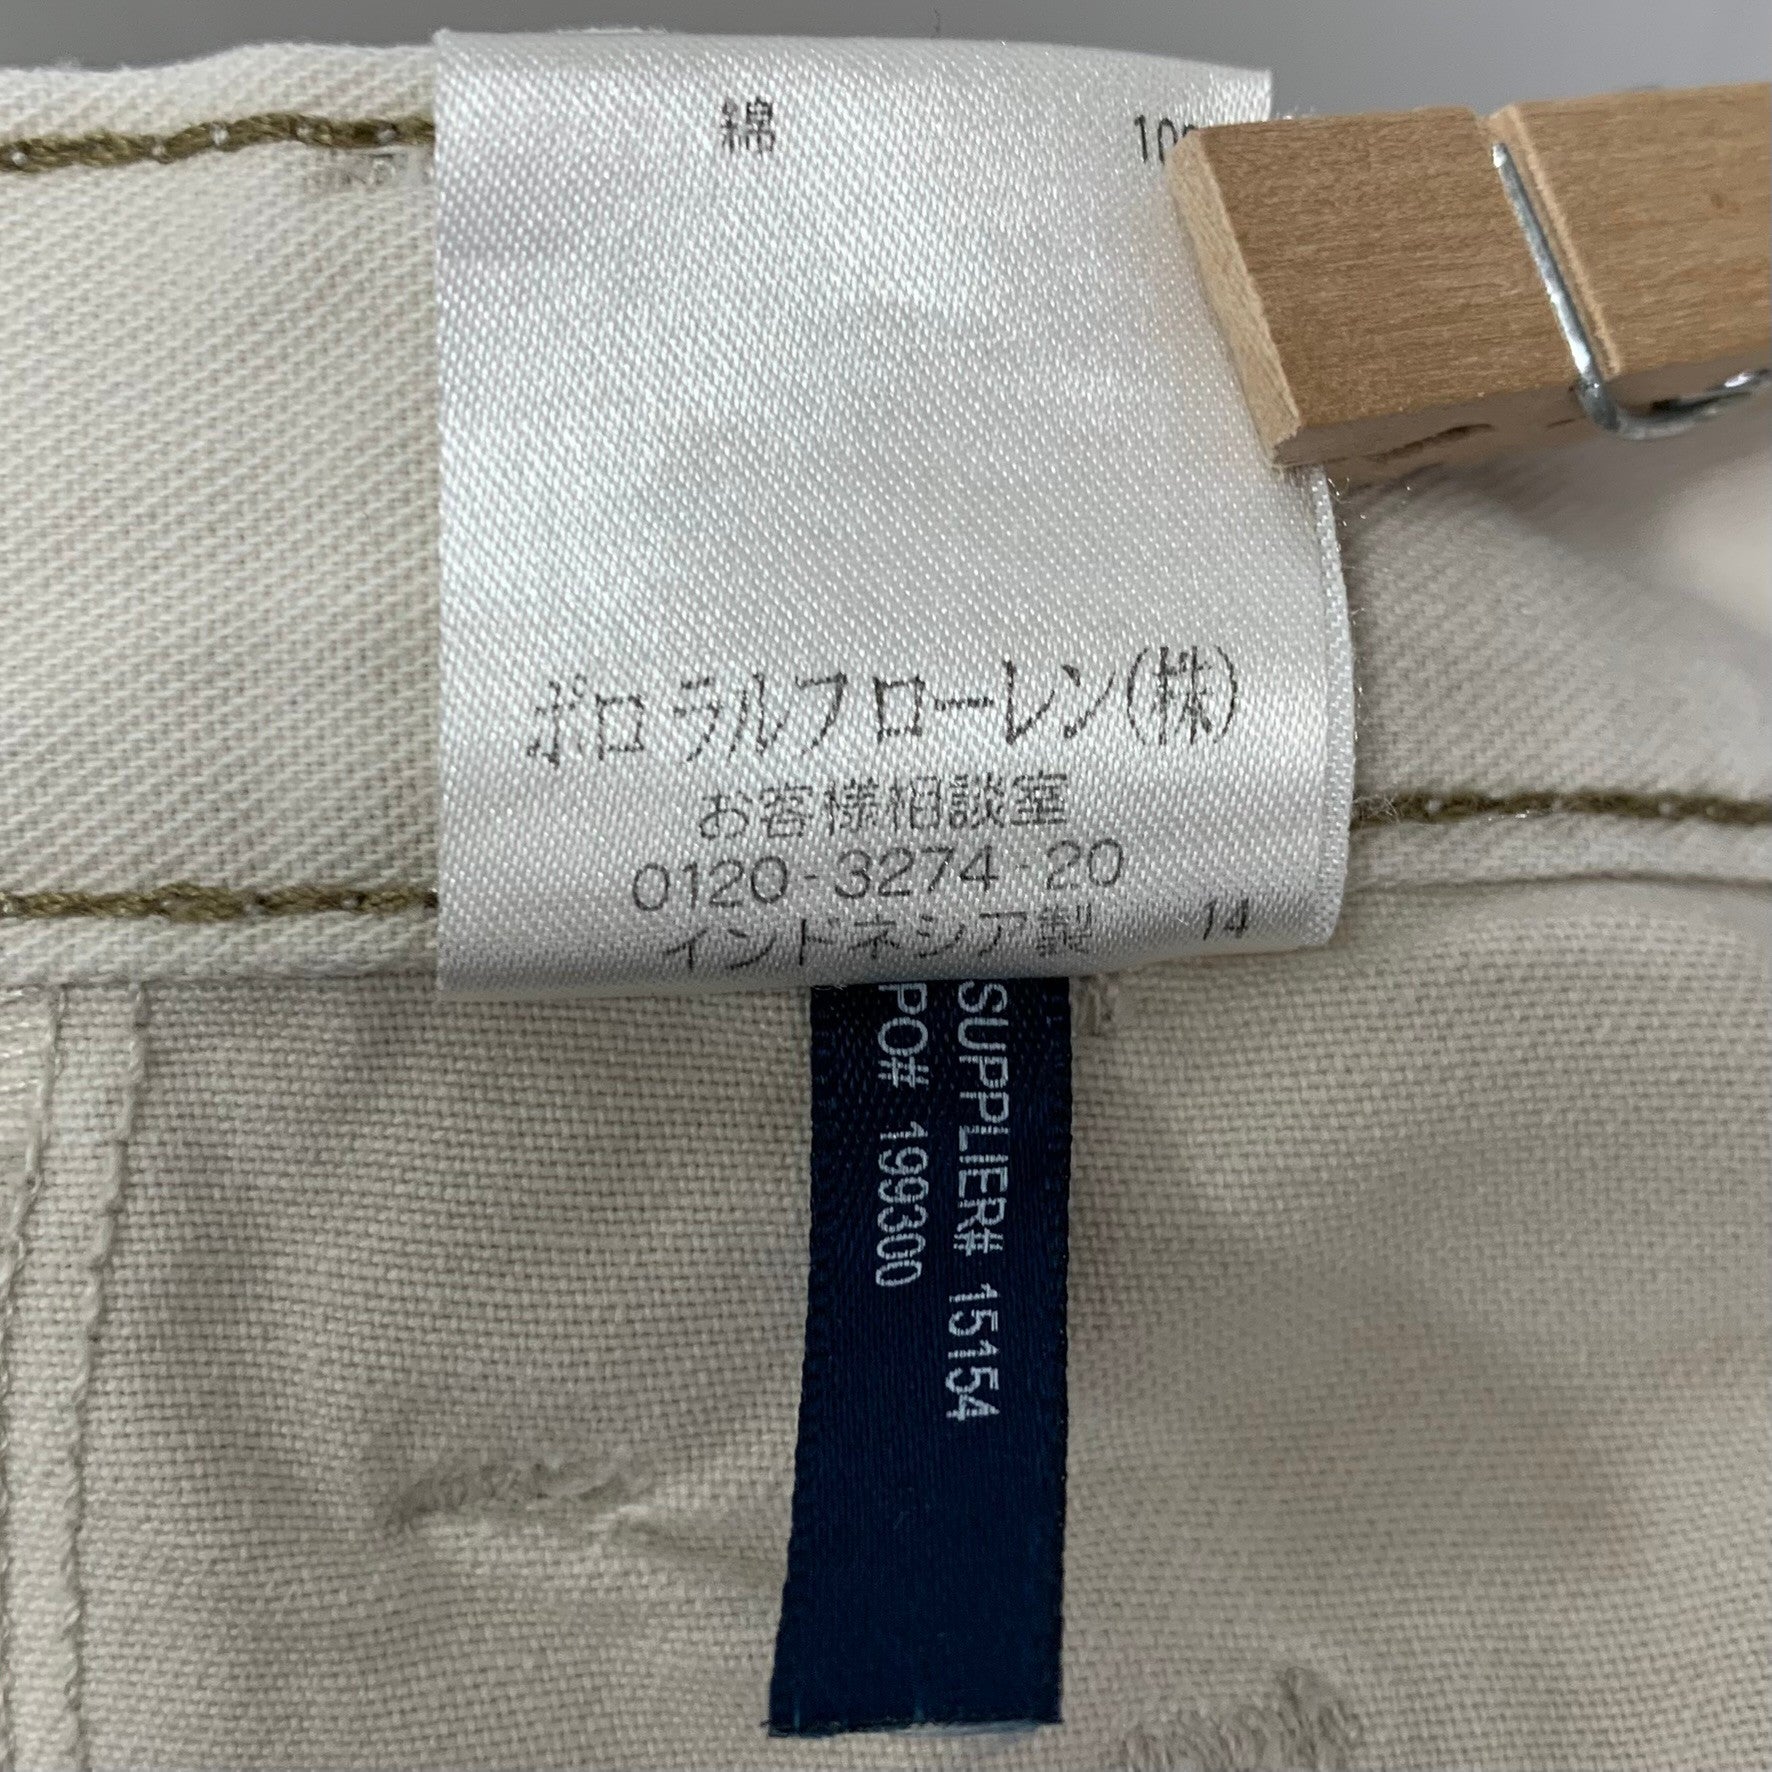 綿
ポロ ラルフ ローレン(株)
お客様相談室
0120-3274-20
インドネシア製 14
SUPPLIER# 15154
PO# 199300